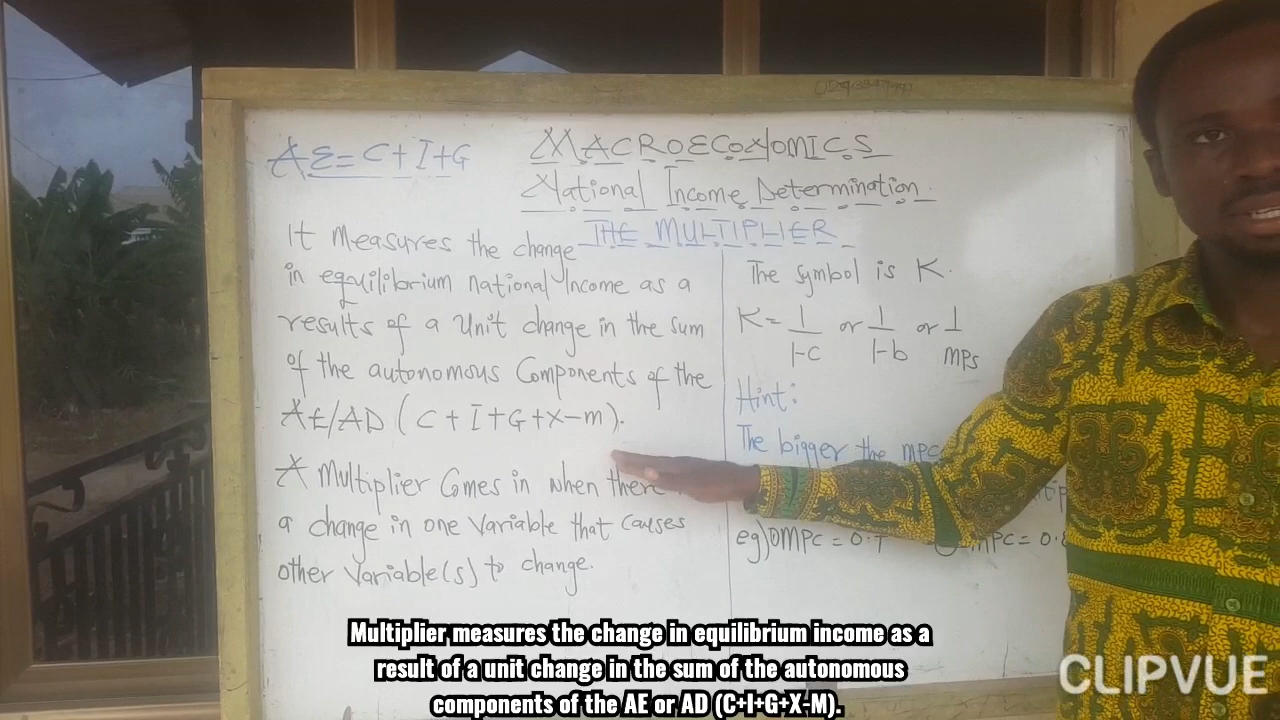 MACROECONOMICS
AE= C+I+G
National Income Determination
THE MULTIPLIER
It measures the change
in equilibrium national Income as a
results of a Unit change in the sum
of the autonomous Components of the
AE/AD (C+I+G+X-m).
A multiplier Comes in when there
a change in one variable that causes
other variable(s) to change.
The symbol is K.
K= 1/1-c or 1/1-b or 1/MPS
Hint:
The bigger the MPC
eg) MPC = 0.7 MPC = 0.8
Multiplier measures the change in equilibrium income as a
result of a unit change in the sum of the autonomous
components of the AE or AD (C+I+G+X-M).
CLIPVUE